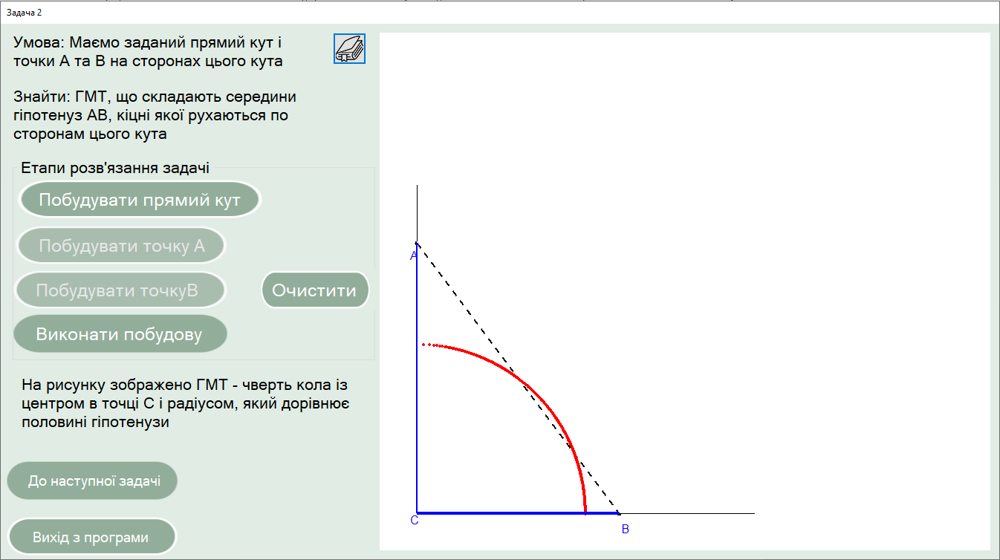 Задача 2
Умова: Маємо заданий прямий кут і
точки А та В на сторонах цього кута
Знайти: ГМТ, що складають середини
гіпотенуз АВ, кіцні якої рухаються по
сторонам цього кута
Етапи розв'язання задачі
Побудувати прямий кут
Побудувати точку А
Побудувати точкуВ
Очистити
Виконати побудову
На рисунку зображено ГМТ - чверть кола із
центром в точці С і радіусом, який дорівнює
половині гіпотенузи
До наступної задачі
Вихід з програми
A
C
B